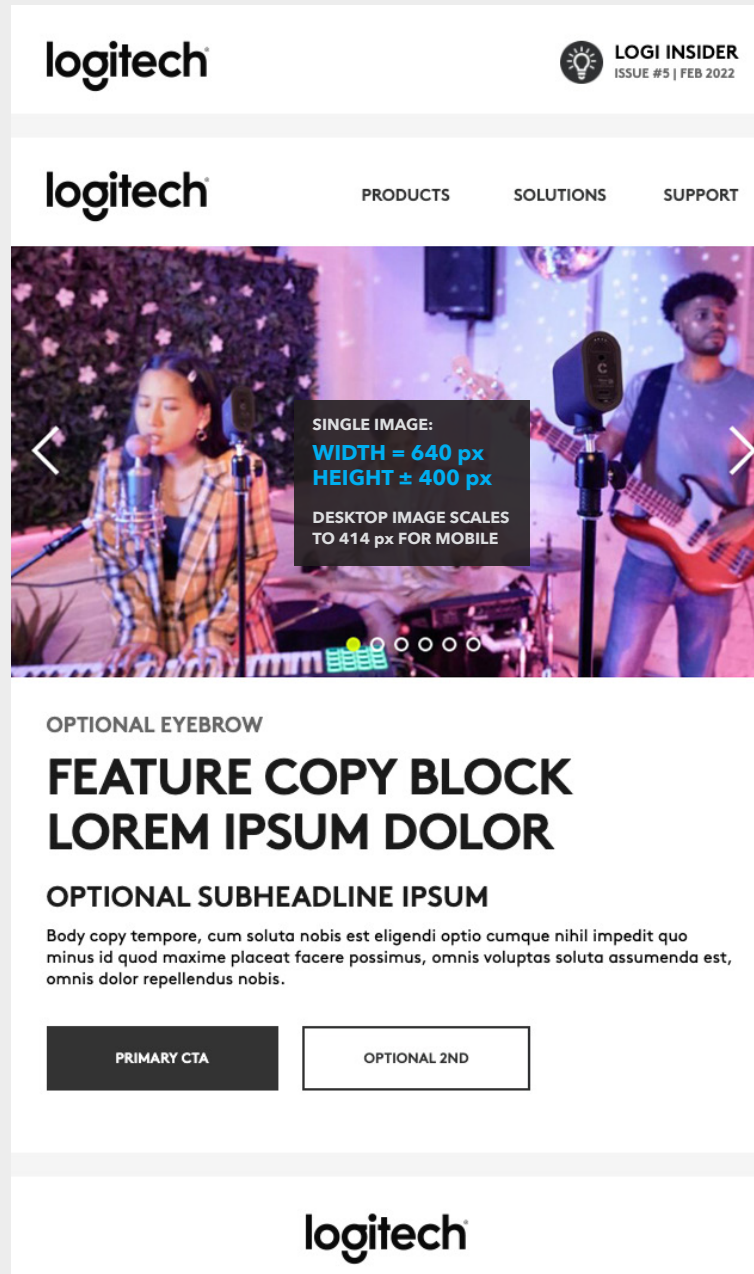 logitech
LOGI INSIDER
ISSUE #5 | FEB 2022
logitech
PRODUCTS
SOLUTIONS
SUPPORT
C
SINGLE IMAGE:
WIDTH = 640 px
HEIGHT ± 400 px
DESKTOP IMAGE SCALES
TO 414 px FOR MOBILE
OPTIONAL EYEBROW
FEATURE COPY BLOCK
LOREM IPSUM DOLOR
OPTIONAL SUBHEADLINE IPSUM
Body copy tempore, cum soluta nobis est eligendi optio cumque nihil impedit quo
minus id quod maxime placeat facere possimus, omnis voluptas soluta assumenda est,
omnis dolor repellendus nobis.
PRIMARY CTA
OPTIONAL 2ND
logitech